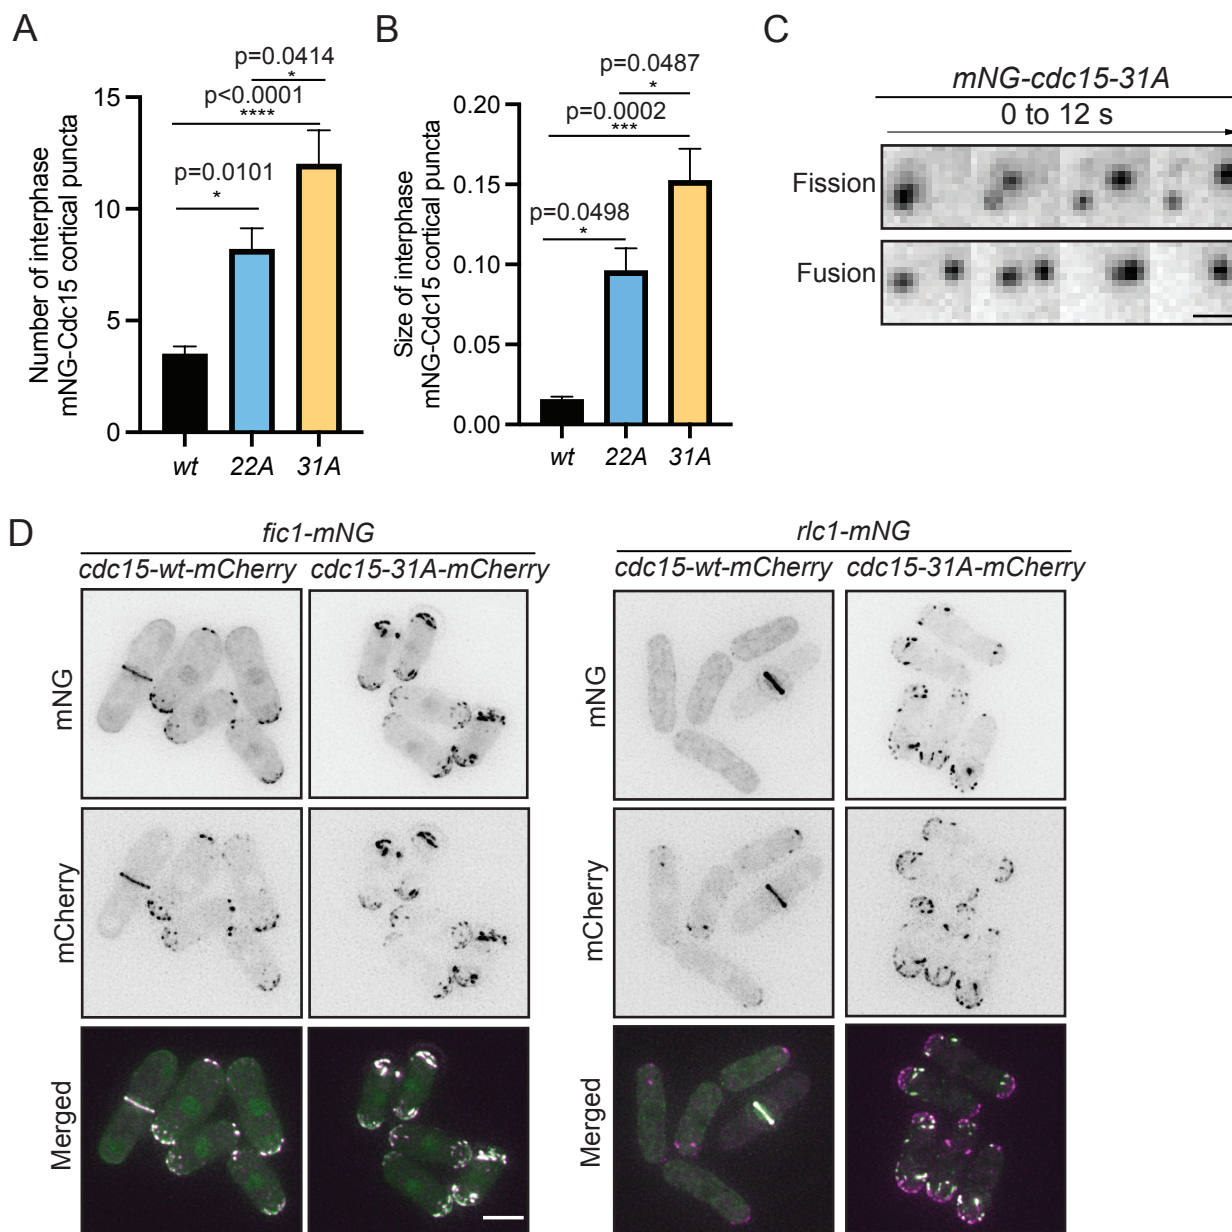 A
Number of interphase
mNG-Cdc15 cortical puncta
15
10
5
0
p=0.0414
*
p<0.0001
****
p=0.0101
*
wt 22A 31A
B
Size of interphase
mNG-Cdc15 cortical puncta
0.20
0.15
0.10
0.05
0.00
p=0.0487
*
p=0.0002
***
p=0.0498
*
wt 22A 31A
C
mNG-cdc15-31A
0 to 12 s
Fission
Fusion
D
fic1-mNG
cdc15-wt-mCherry cdc15-31A-mCherry
mNG
mCherry
Merged
rlc1-mNG
cdc15-wt-mCherry cdc15-31A-mCherry
mNG
mCherry
Merged